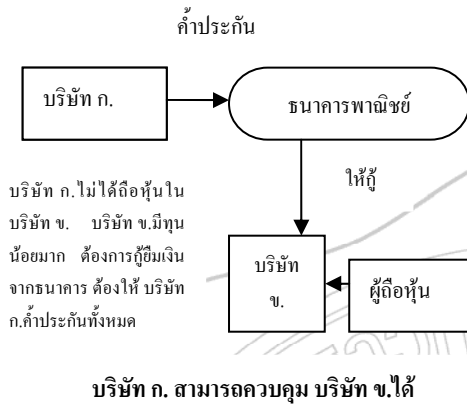 ค้ำประกัน
บริษัท ก.
ธนาคารพาณิชย์
ให้กู้
บริษัท ก.ไม่ได้ถือหุ้นใน
บริษัท ข. บริษัท ข.มีทุน
น้อยมาก ต้องการกู้ยืมเงิน
จากธนาคาร ต้องให้ บริษัท
ก.ค้ำประกันทั้งหมด
บริษัท
ข.
ผู้ถือหุ้น
บริษัท ก. สามารถควบคุม บริษัท ข.ได้